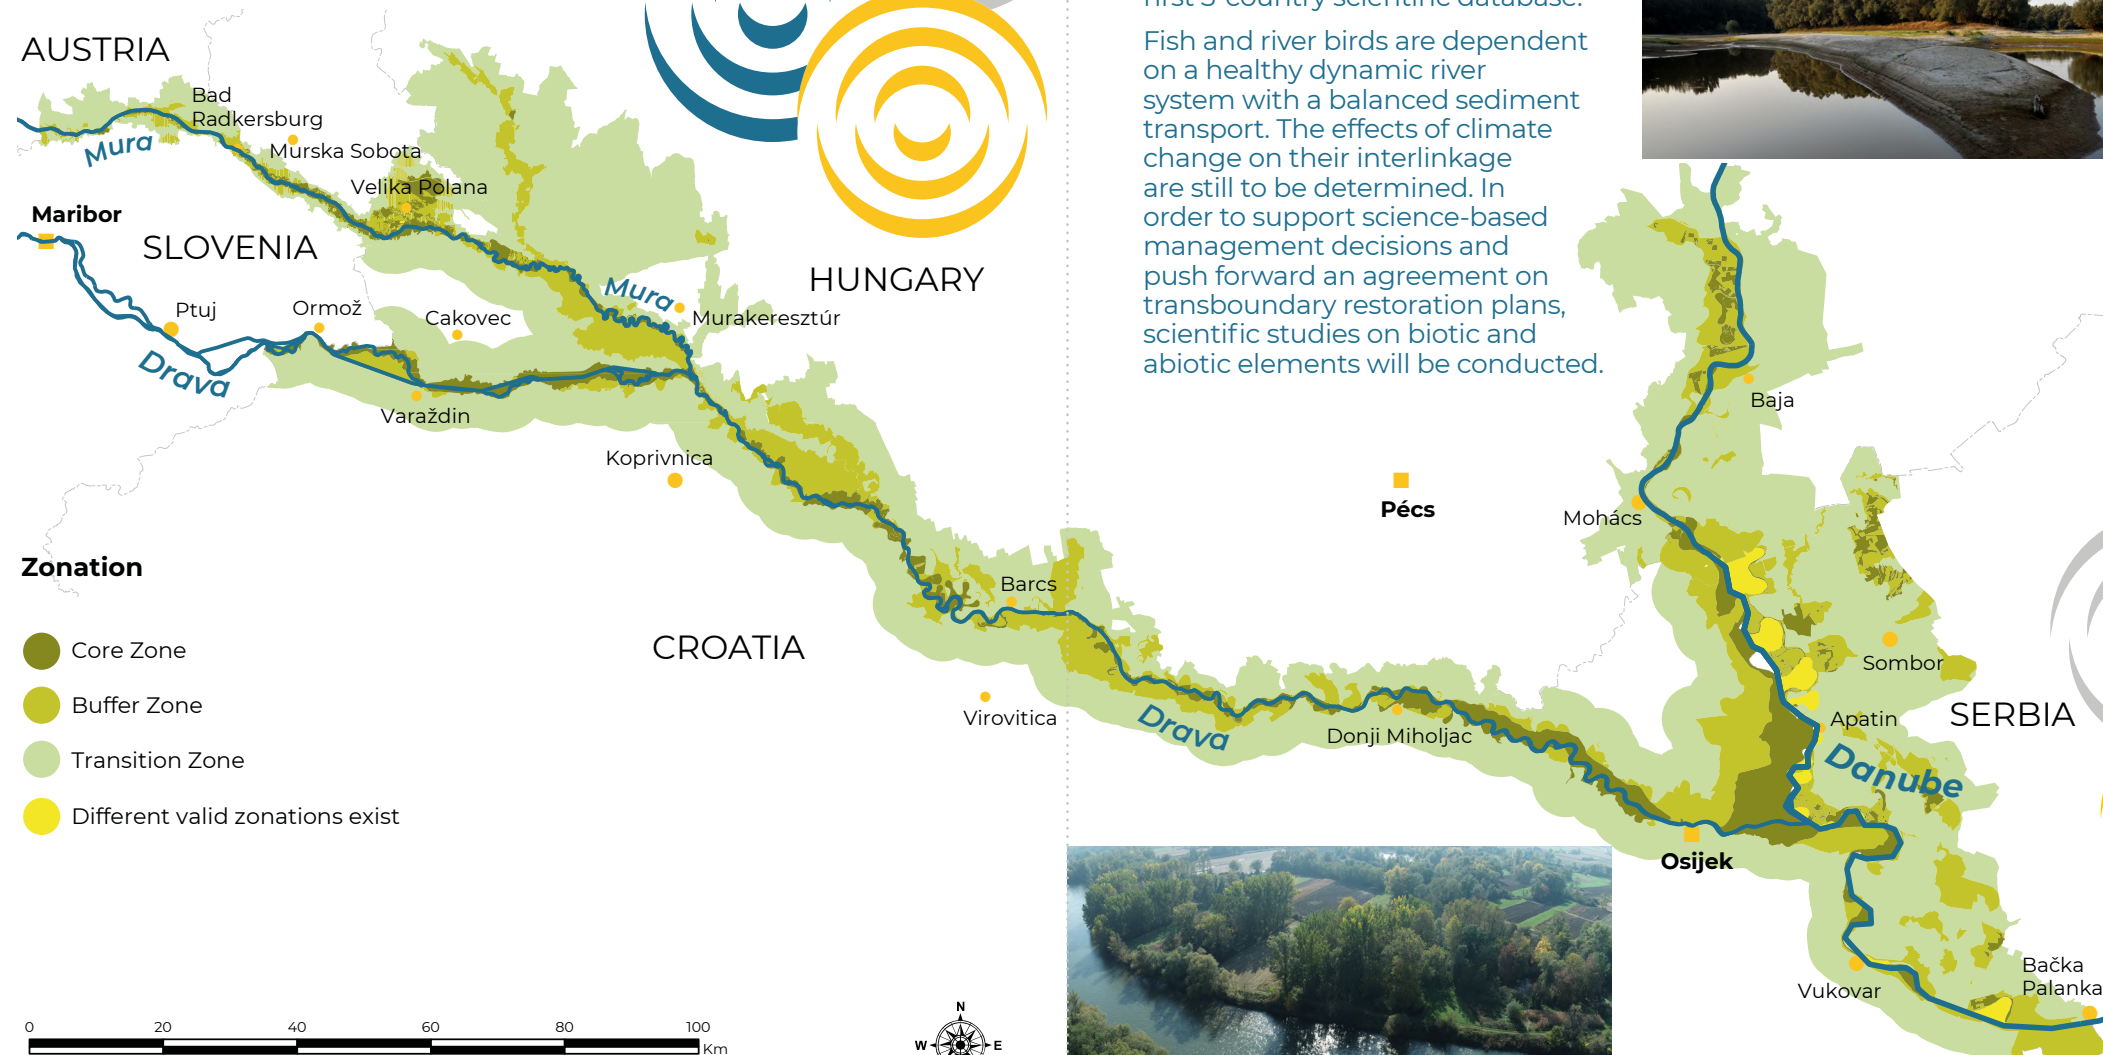 AUSTRIA
Bad
Radkersburg
Mura
Murska Sobota
Velika Polana
Maribor
SLOVENIA
Ptuj
Ormož
Cakovec
Drava
Varaždin
Mura
Murakeresztúr
HUNGARY
Koprivnica
CROATIA
Barcs
Virovitica
Drava
Donji Miholjac
Pécs
Osijek
Baja
Mohács
Sombor
Apatin
SERBIA
Danube
Vukovar
Bačka
Palanka
Fish and river birds are dependent
on a healthy dynamic river
system with a balanced sediment
transport. The effects of climate
change on their interlinkage
are still to be determined. In
order to support science-based
management decisions and
push forward an agreement on
transboundary restoration plans,
scientific studies on biotic and
abiotic elements will be conducted.
Zonation
Core Zone
Buffer Zone
Transition Zone
Different valid zonations exist
0 20 40 60 80 100
Km
N
W E